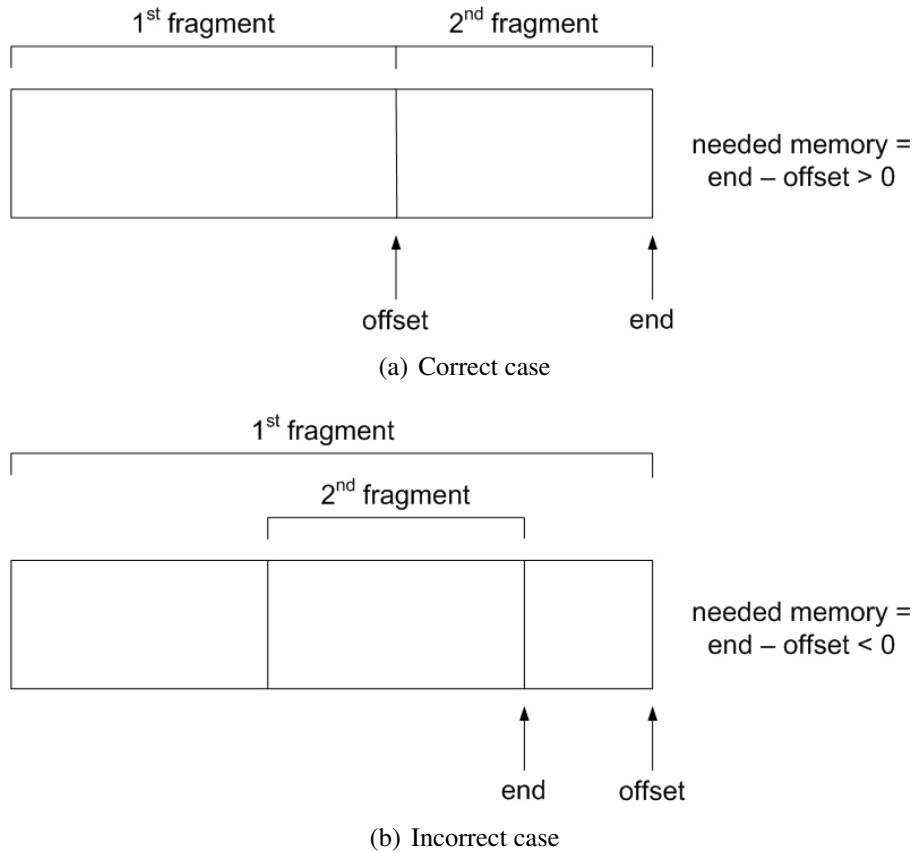 1st fragment
2nd fragment
needed memory =
end – offset > 0
offset
end
(a) Correct case
1st fragment
2nd fragment
needed memory =
end – offset < 0
end
offset
(b) Incorrect case